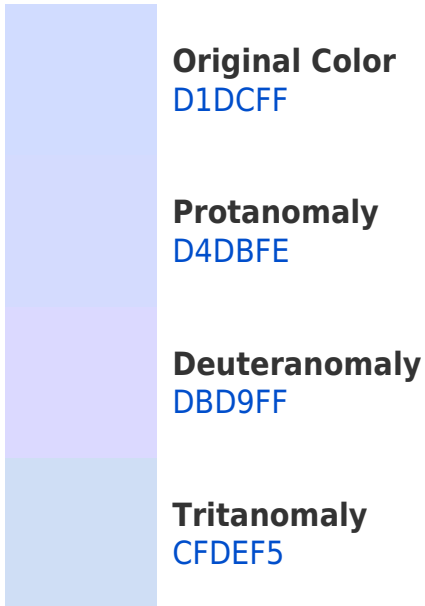 Original Color
D1DCFF
Protanomaly
D4DBFE
Deuteranomaly
DBD9FF
Tritanomaly
CFDEF5